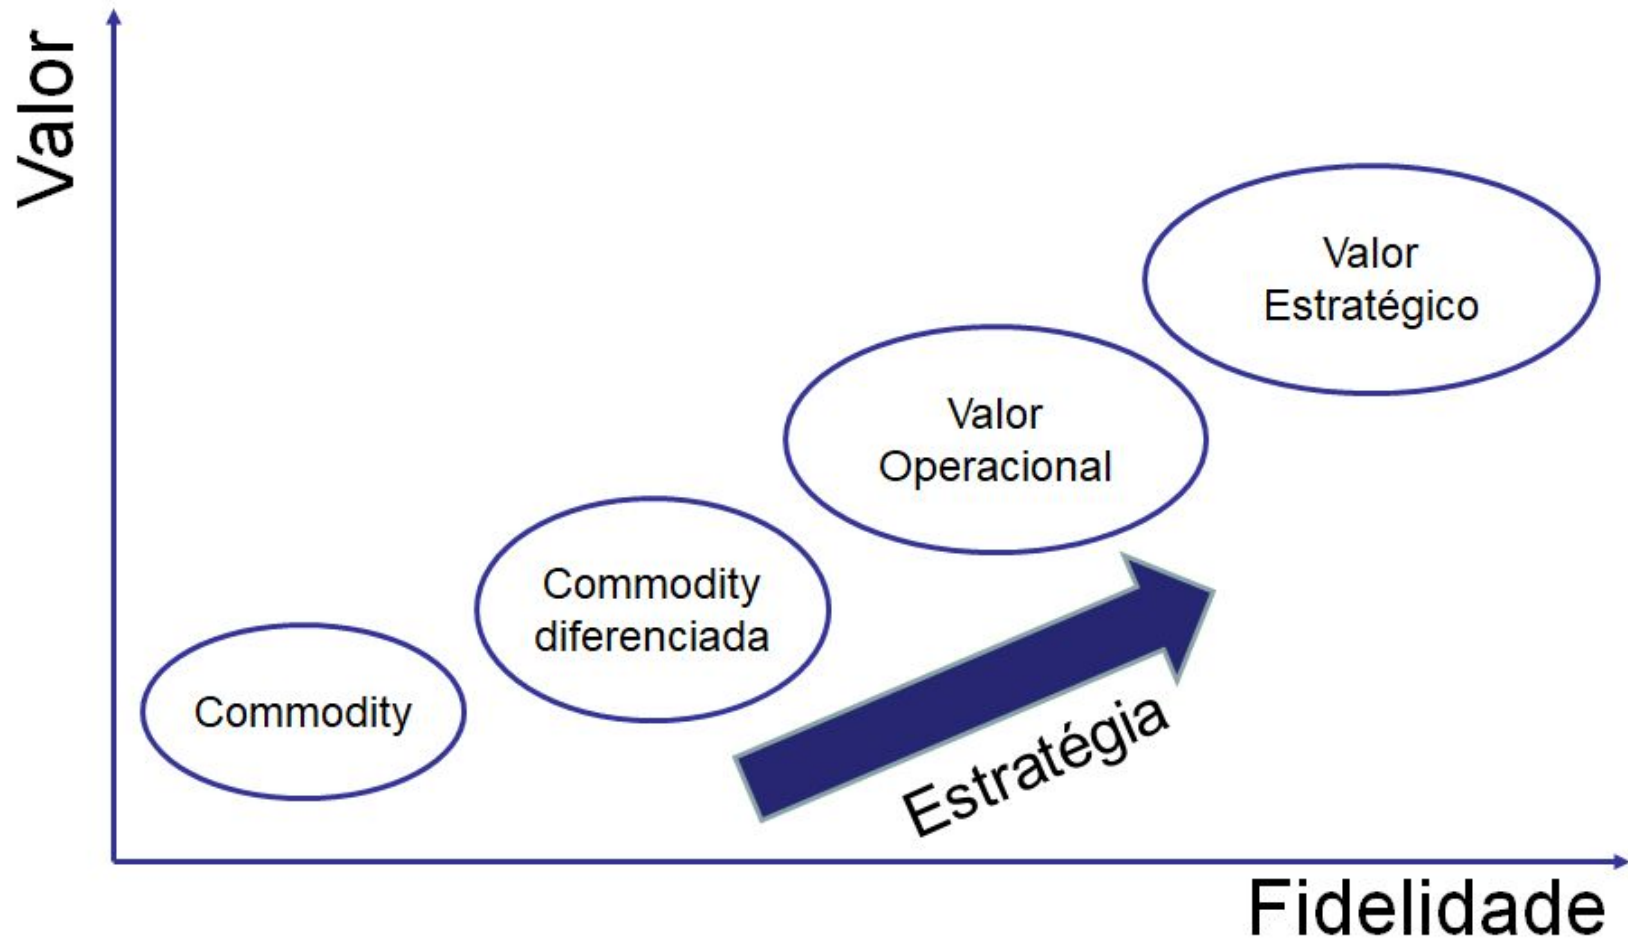 Valor
Valor
Estratégico
Valor
Operacional
Commodity
diferenciada
Commodity
Estratégia
Fidelidade